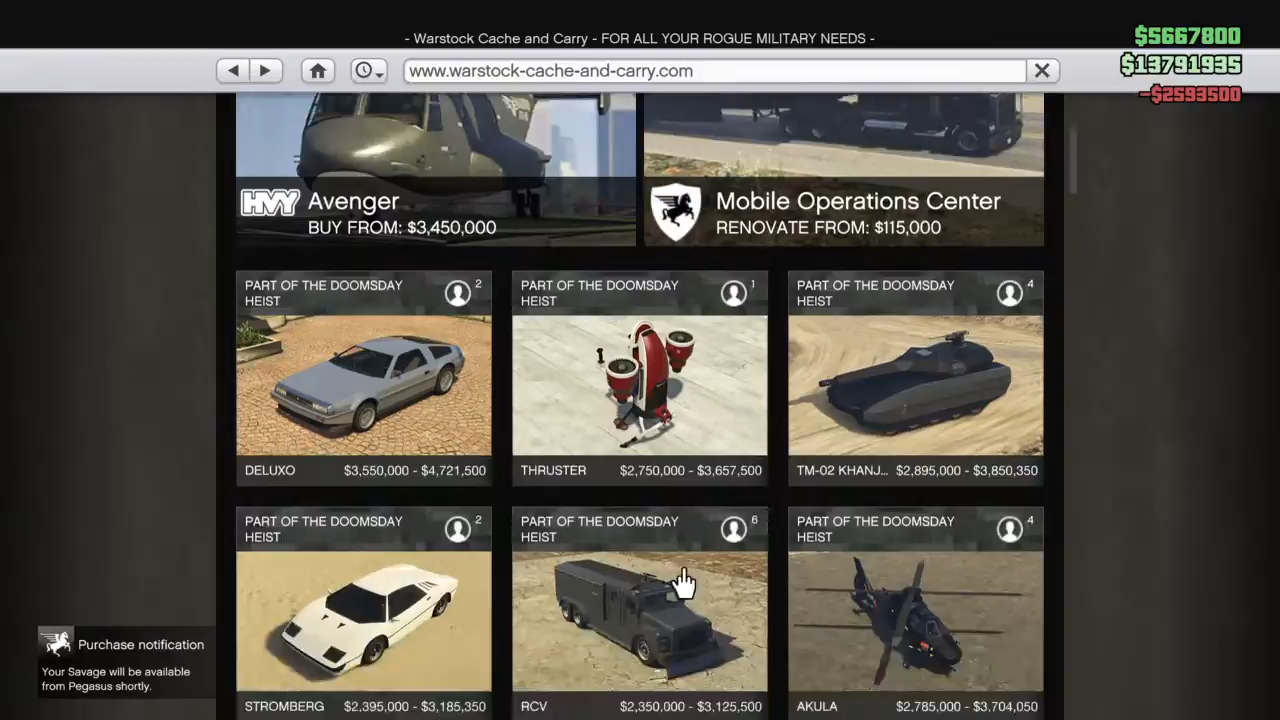 - Warstock Cache and Carry - FOR ALL YOUR ROGUE MILITARY NEEDS -
$5667800
www.warstock-cache-and-carry.com
$13791935
-$2593500
HVY Avenger
BUY FROM: $3,450,000
Mobile Operations Center
RENOVATE FROM: $115,000
PART OF THE DOOMSDAY
HEIST
2
PART OF THE DOOMSDAY
HEIST
1
PART OF THE DOOMSDAY
HEIST
4
DELUXO $3,550,000 - $4,721,500
THRUSTER $2,750,000 - $3,657,500
TM-02 KHANJ... $2,895,000 - $3,850,350
PART OF THE DOOMSDAY
HEIST
2
PART OF THE DOOMSDAY
HEIST
6
PART OF THE DOOMSDAY
HEIST
4
STROMBERG $2,395,000 - $3,185,350
RCV $2,350,000 - $3,125,500
AKULA $2,785,000 - $3,704,050
Purchase notification
Your Savage will be available
from Pegasus shortly.